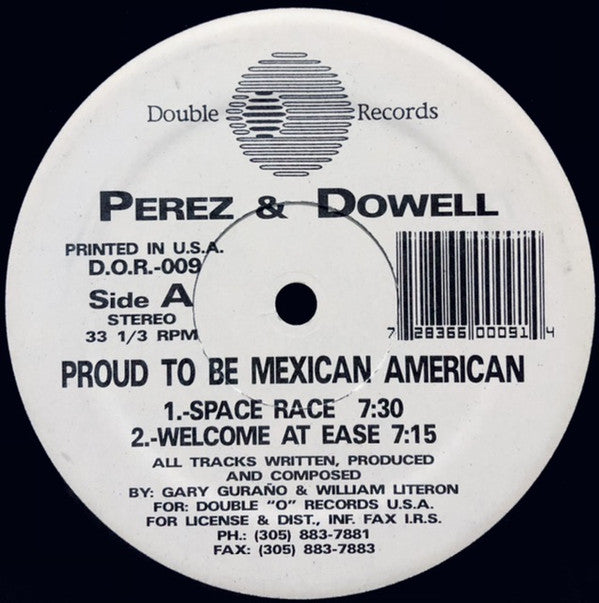 Double Records
PEREZ & DOWELL
PRINTED IN U.S.A.
D.O.R.-009
Side A
STEREO
33 1/3 RPM
7 28366 00091 4
PROUD TO BE MEXICAN AMERICAN
1.-SPACE RACE 7:30
2.-WELCOME AT EASE 7:15
ALL TRACKS WRITTEN, PRODUCED
AND COMPOSED
BY: GARY GURAÑO & WILLIAM LITERON
FOR: DOUBLE "O" RECORDS U.S.A.
FOR LICENSE & DIST., INF. FAX I.R.S.
PH.: (305) 883-7881
FAX: (305) 883-7883